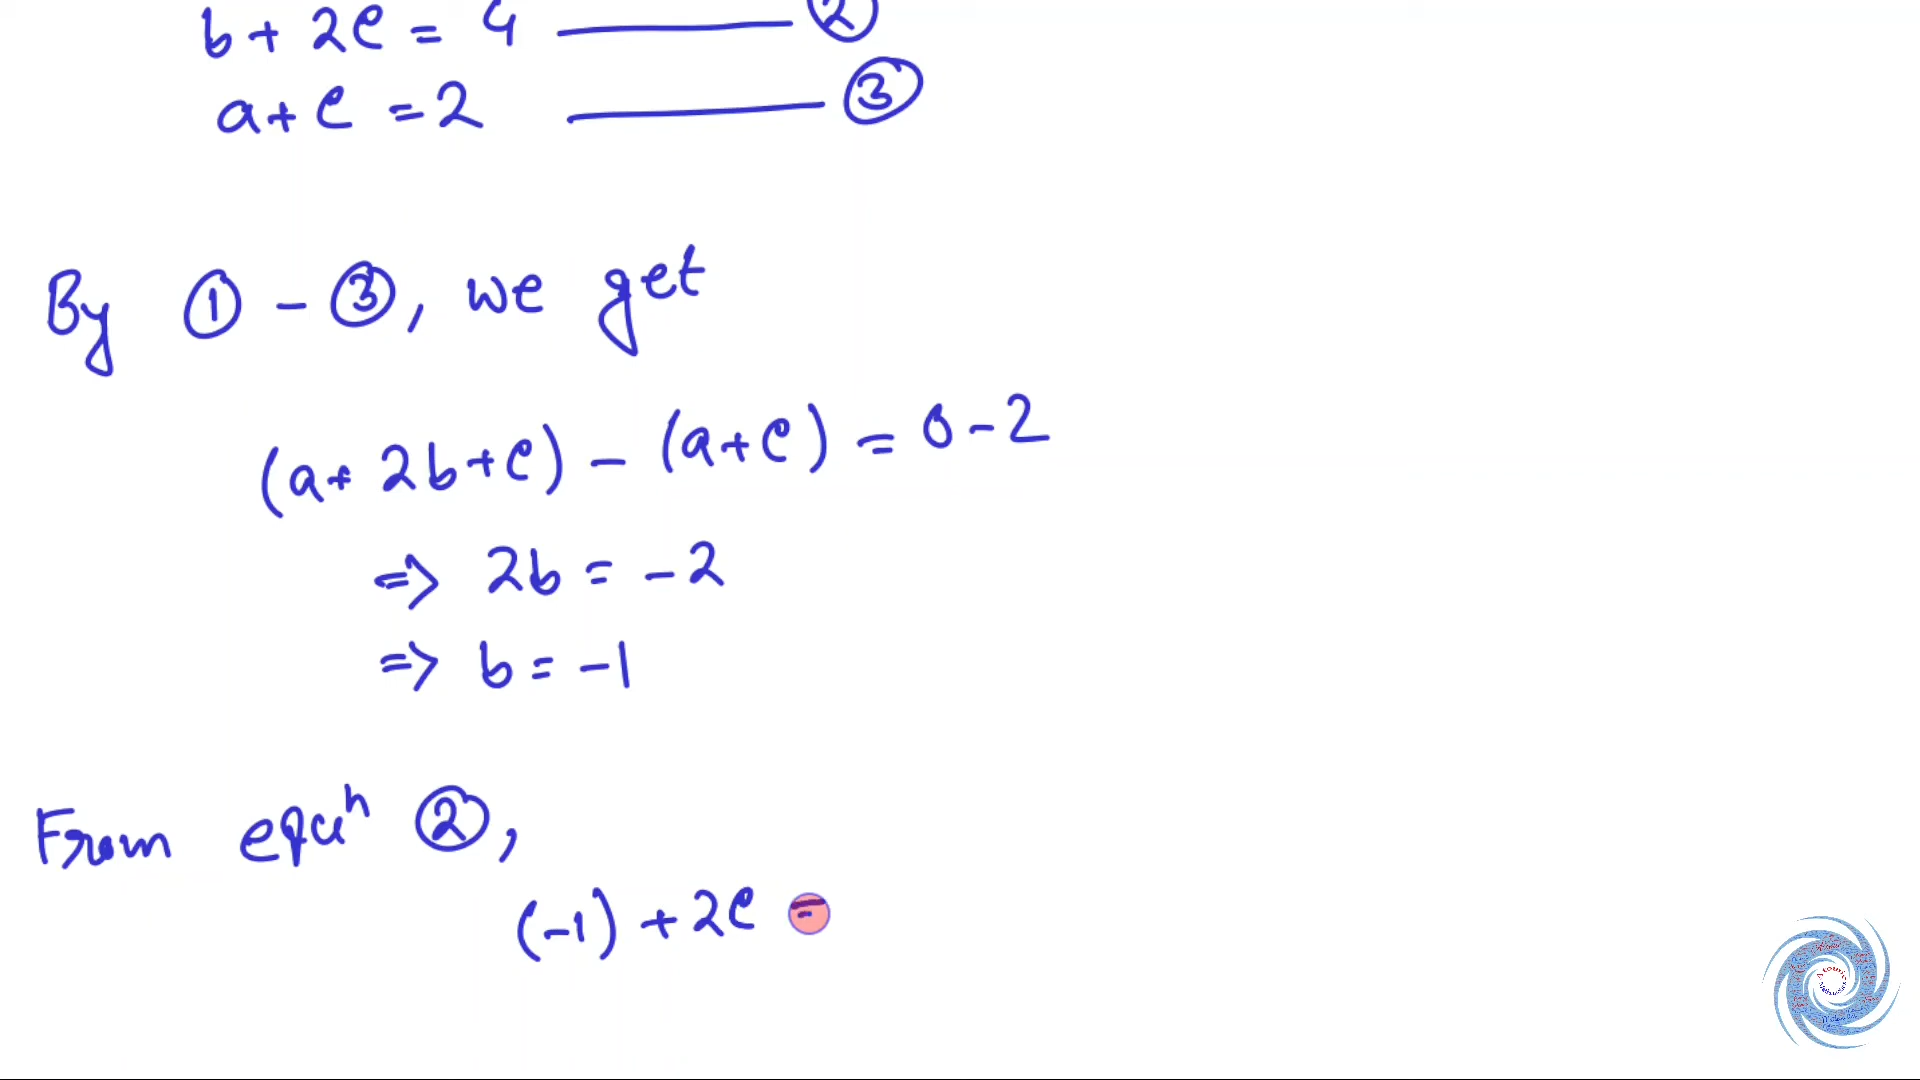 b + 2c = 4 ——— ②
a + c = 2 ——— ③
By ① - ③, we get
(a + 2b + c) - (a + c) = 0 - 2
⇒ 2b = -2
⇒ b = -1
From equⁿ ②,
(-1) + 2c =